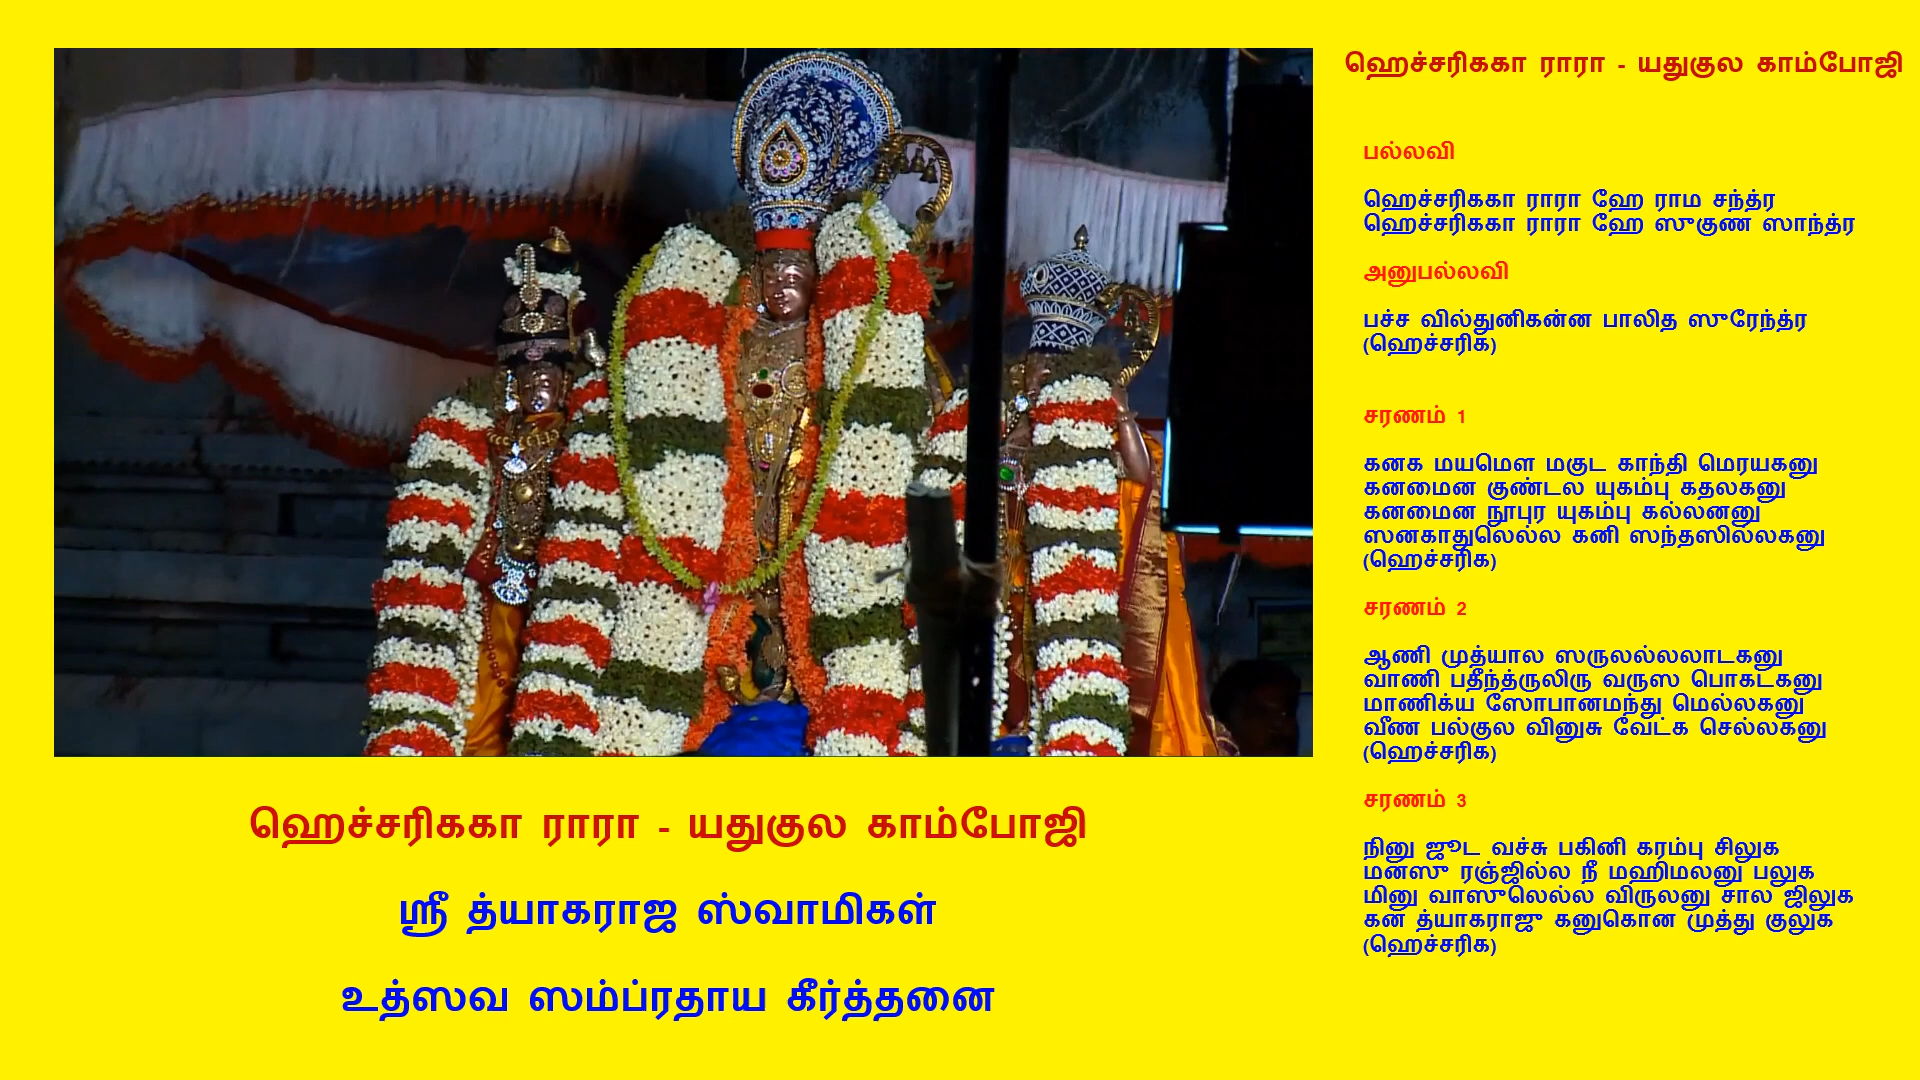 ஹெச்சரிககா ராரா - யதுகுல காம்போஜி
ஸ்ரீ த்யாகராஜ ஸ்வாமிகள்
உத்ஸவ ஸம்ப்ரதாய கீர்த்தனை
ஹெச்சரிககா ராரா - யதுகுல காம்போஜி
பல்லவி
ஹெச்சரிககா ராரா ஹே ராம சந்த்ர
ஹெச்சரிககா ராரா ஹே ஸுகுண ஸாந்த்ர
அனுபல்லவி
பச்ச வில்துனிகன்ன பாலித ஸுரேந்த்ர
(ஹெச்சரிக)
சரணம் 1
கனக மயமௌ மகுட காந்தி மெரயகனு
கனமைன குண்டல யுகம்பு கதலகனு
கனமைன நூபுர யுகம்பு கல்லனனு
ஸனகாதுலெல்ல கனி ஸந்தஸில்லகனு
(ஹெச்சரிக)
சரணம் 2
ஆணி முத்யால ஸருலல்லலாடகனு
வாணி பதீந்த்ருலிரு வருஸ பொகடகனு
மாணிக்ய ஸோபானமந்து மெல்லகனு
வீண பல்குல வினுசு வேட்க செல்லகனு
(ஹெச்சரிக)
சரணம் 3
நினு ஜூட வச்சு பகினி கரம்பு சிலுக
மனஸு ரஞ்ஜில்ல நீ மஹிமலனு பலுக
மினு வாஸுலெல்ல விருலனு சால ஜிலுக
கன த்யாகராஜு கனுகொன முத்து குலுக
(ஹெச்சரிக)